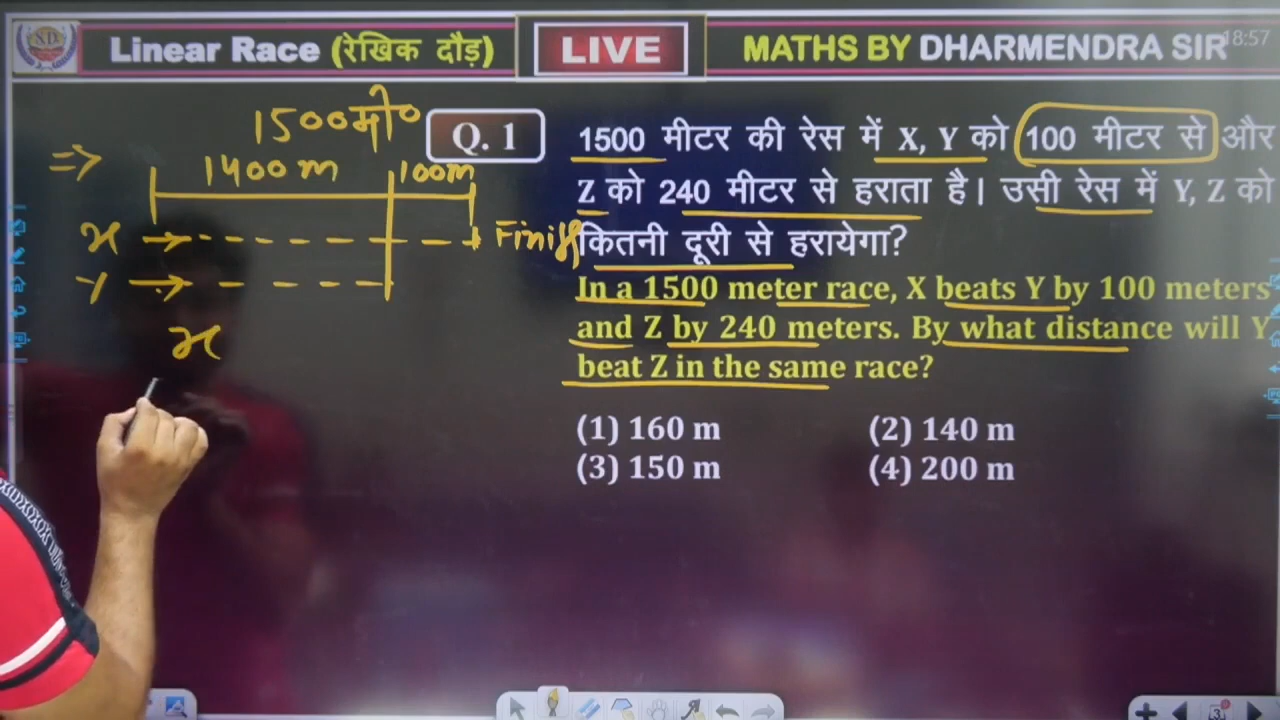 Linear Race (रेखिक दौड़)
LIVE
MATHS BY DHARMENDRA SIR
18:57
1500मी०
1400m
100m
=>
x
Finish
y
x
Q. 1
1500 मीटर की रेस में X, Y को 100 मीटर से और
Z को 240 मीटर से हराता है। उसी रेस में Y, Z को
कितनी दूरी से हरायेगा?
In a 1500 meter race, X beats Y by 100 meters
and Z by 240 meters. By what distance will Y
beat Z in the same race?
(1) 160 m (2) 140 m
(3) 150 m (4) 200 m